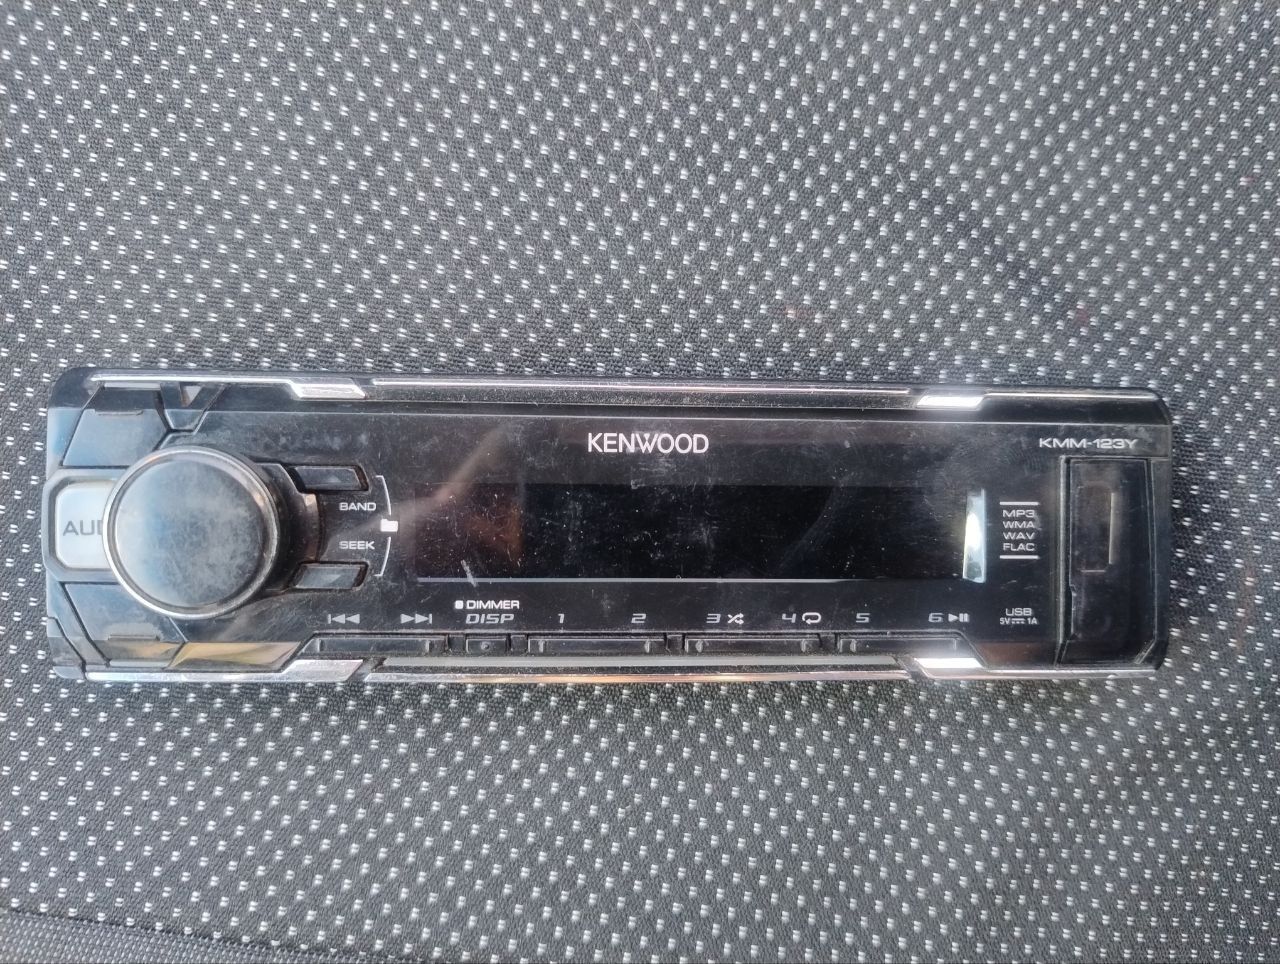 KENWOOD
KMM-123Y
BAND
SEEK
MP3
WMA
WAV
FLAC
DIMMER
DISP
1
2
3
4
5
6
USB
5V 1A